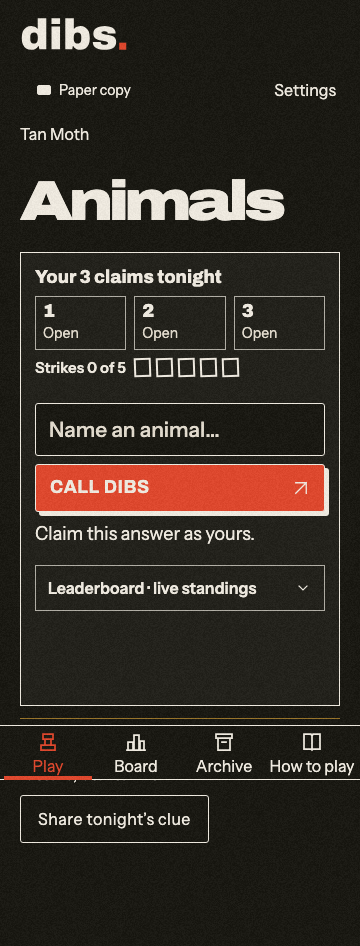 dibs.
Paper copy
Settings
Tan Moth
Animals
Your 3 claims tonight
1
Open
2
Open
3
Open
Strikes 0 of 5
Name an animal...
CALL DIBS
Claim this answer as yours.
Leaderboard · live standings
Play
Board
Archive
How to play
Share tonight's clue